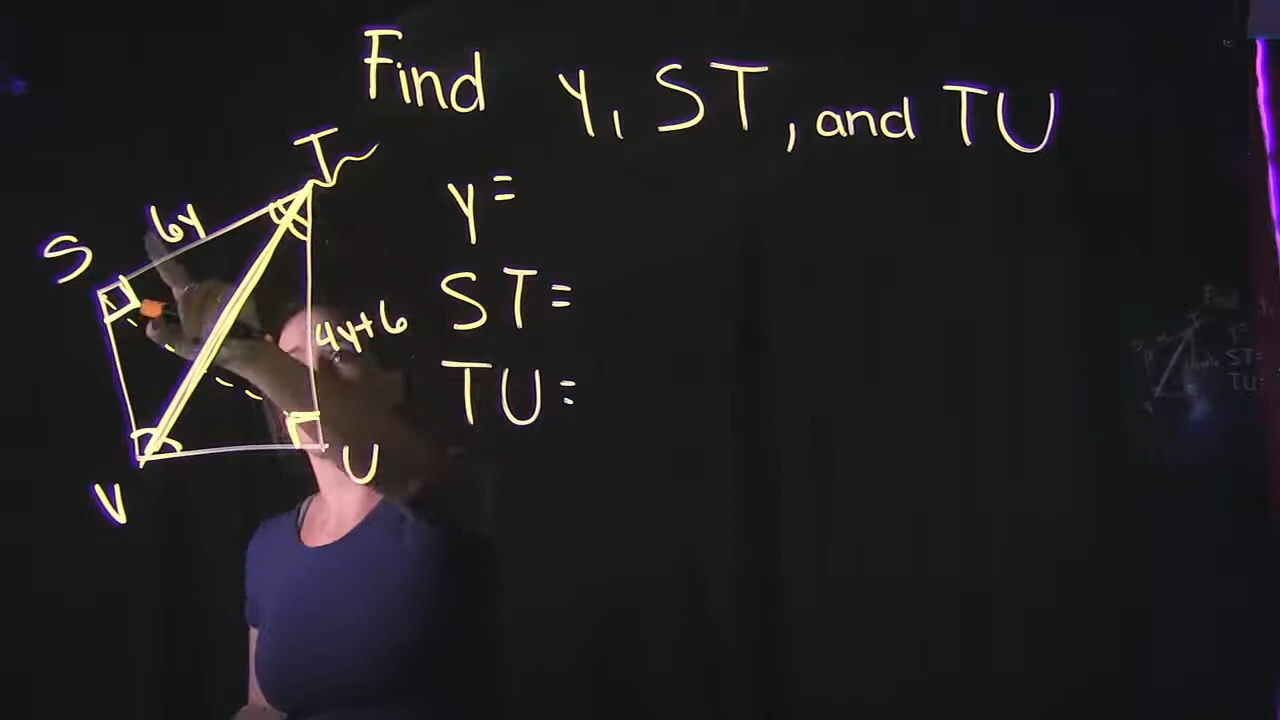 Find y, ST, and TU
T
6y
S
y=
ST=
4y+6
TU=
U
V